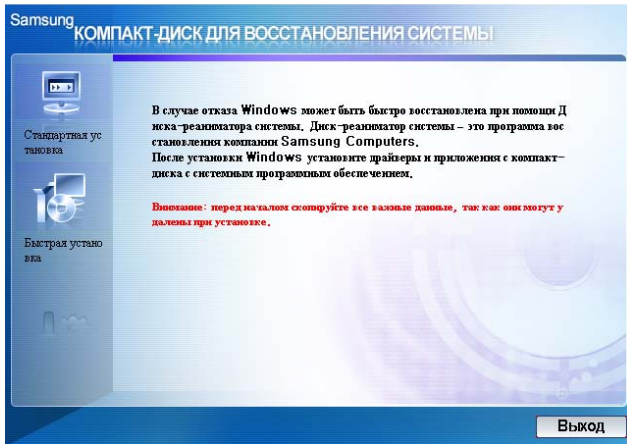 Samsung
КОМПАКТ-ДИСК ДЛЯ ВОССТАНОВЛЕНИЯ СИСТЕМЫ
Стандартная ус
тановка
Быстрая устано
вка
В случае отказа Windows может быть быстро восстановлена при помощи Д
иска-реаниматора системы. Диск-реаниматор системы – это программа вос
становления компании Samsung Computers.
После установки Windows установите драйверы и приложения с компакт-
диска с системным программным обеспечением.
Внимание: перед началом скопируйте все важные данные, так как они могут у
далены при установке.
Выход